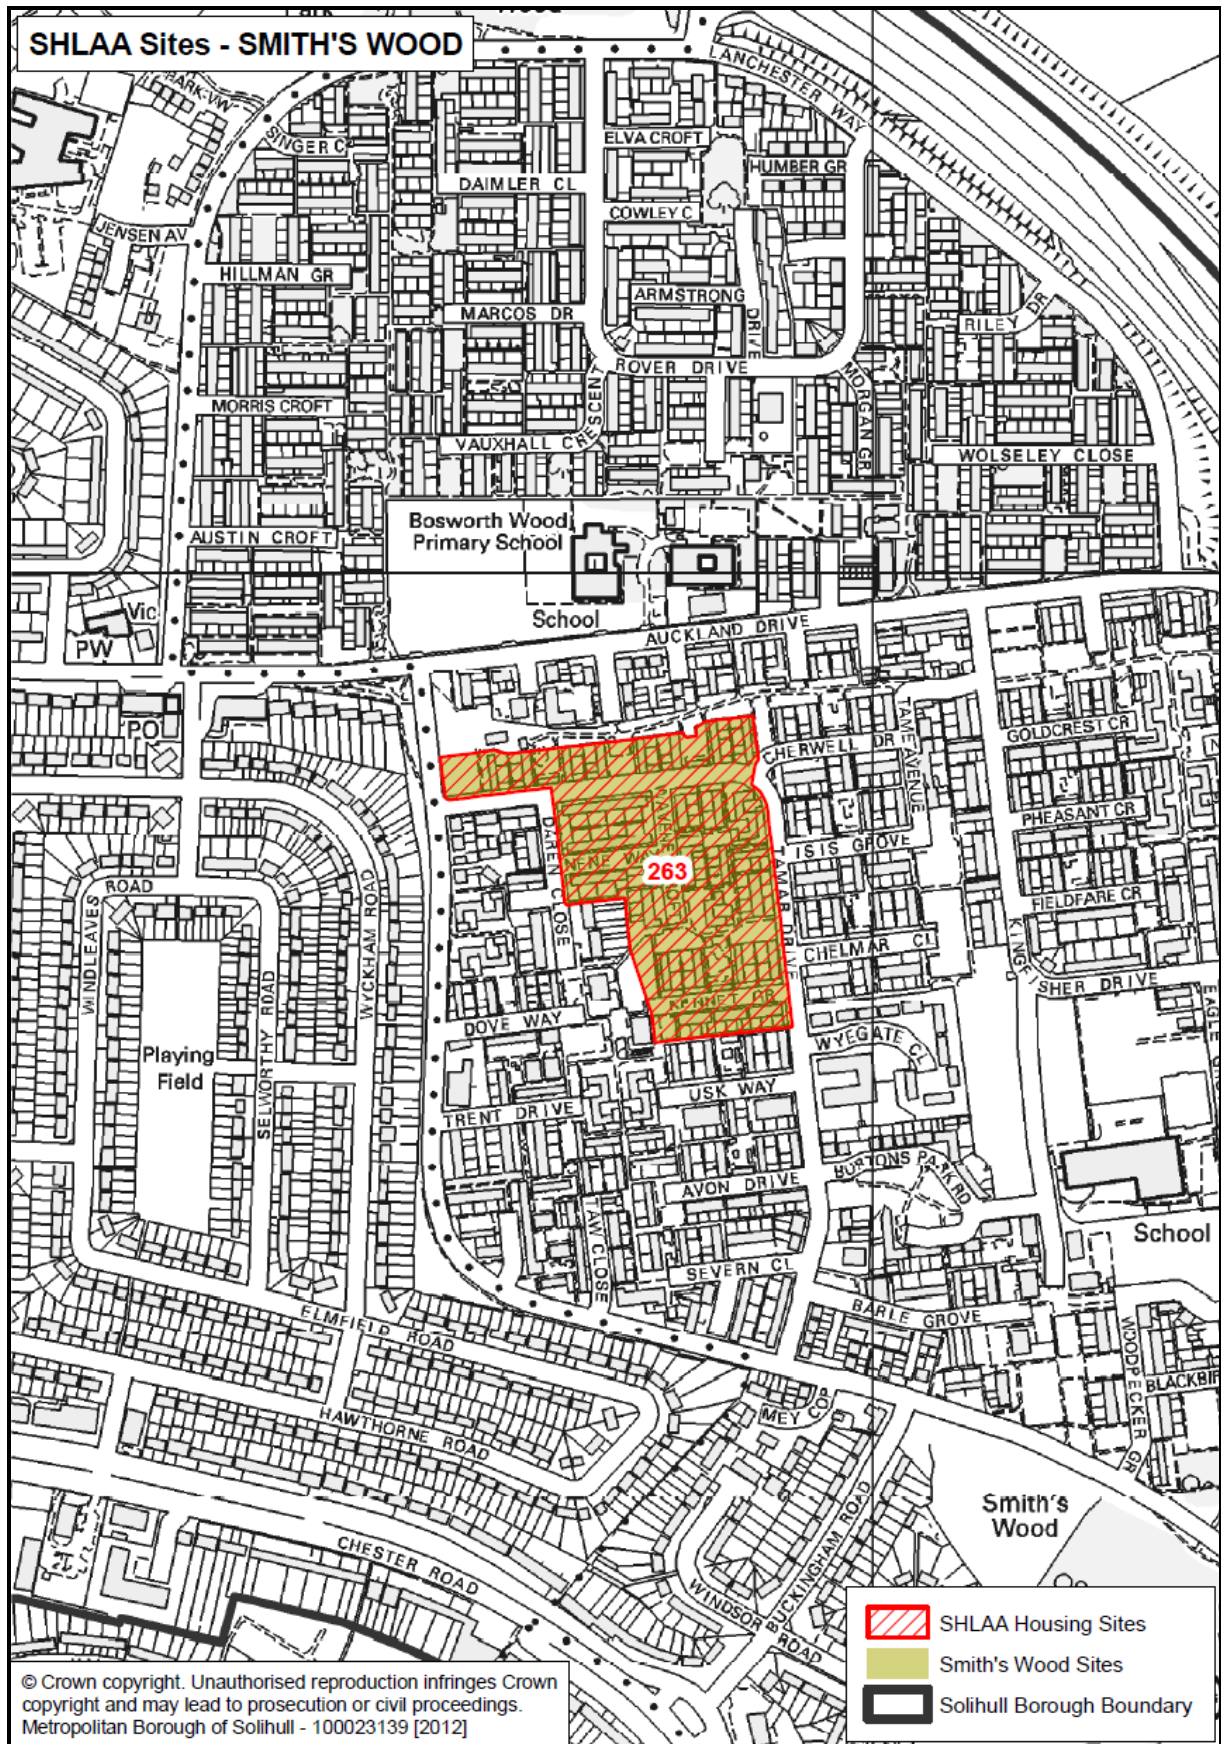 SHLAA Sites - SMITH'S WOOD
LANCHESTER WAY
SINGER C
ELVA CROFT
HUMBER GR
DAIMLER CL
COWLEY C
JENSEN AV
HILLMAN GR
ARMSTRONG
DRIVE
MARCOS DR
RILEY DR
ROVER DRIVE
MORGAN GR
MORRIS CROFT
VAUXHALL CRESCENT
WOLSELEY CLOSE
Bosworth Wood
Primary School
AUSTIN CROFT
Vic
PW
School
AUCKLAND DRIVE
PO
TAME AVENUE
GOLDCREST CR
CHERWELL DR
PHEASANT CR
DAREN CLOSE
NENE WAY
ISIS GROVE
263
ROAD
WINDLEAVES
WYCKHAM ROAD
FIELDFARE CR
CHELMAR CL
KINGFISHER DRIVE
KENNET GR
DOVE WAY
WYEGATE CL
Playing
Field
SELWORTHY ROAD
USK WAY
TRENT DRIVE
BURTONS PARK RD
AVON DRIVE
TAW CLOSE
School
SEVERN CL
BARLE GROVE
ELMFIELD ROAD
WOODPECKER GR
HAWTHORNE ROAD
CHESTER ROAD
BUCKINGHAM ROAD
WINDSOR ROAD
Smith's
Wood
SHLAA Housing Sites
Smith's Wood Sites
Solihull Borough Boundary
© Crown copyright. Unauthorised reproduction infringes Crown
copyright and may lead to prosecution or civil proceedings.
Metropolitan Borough of Solihull - 100023139 [2012]